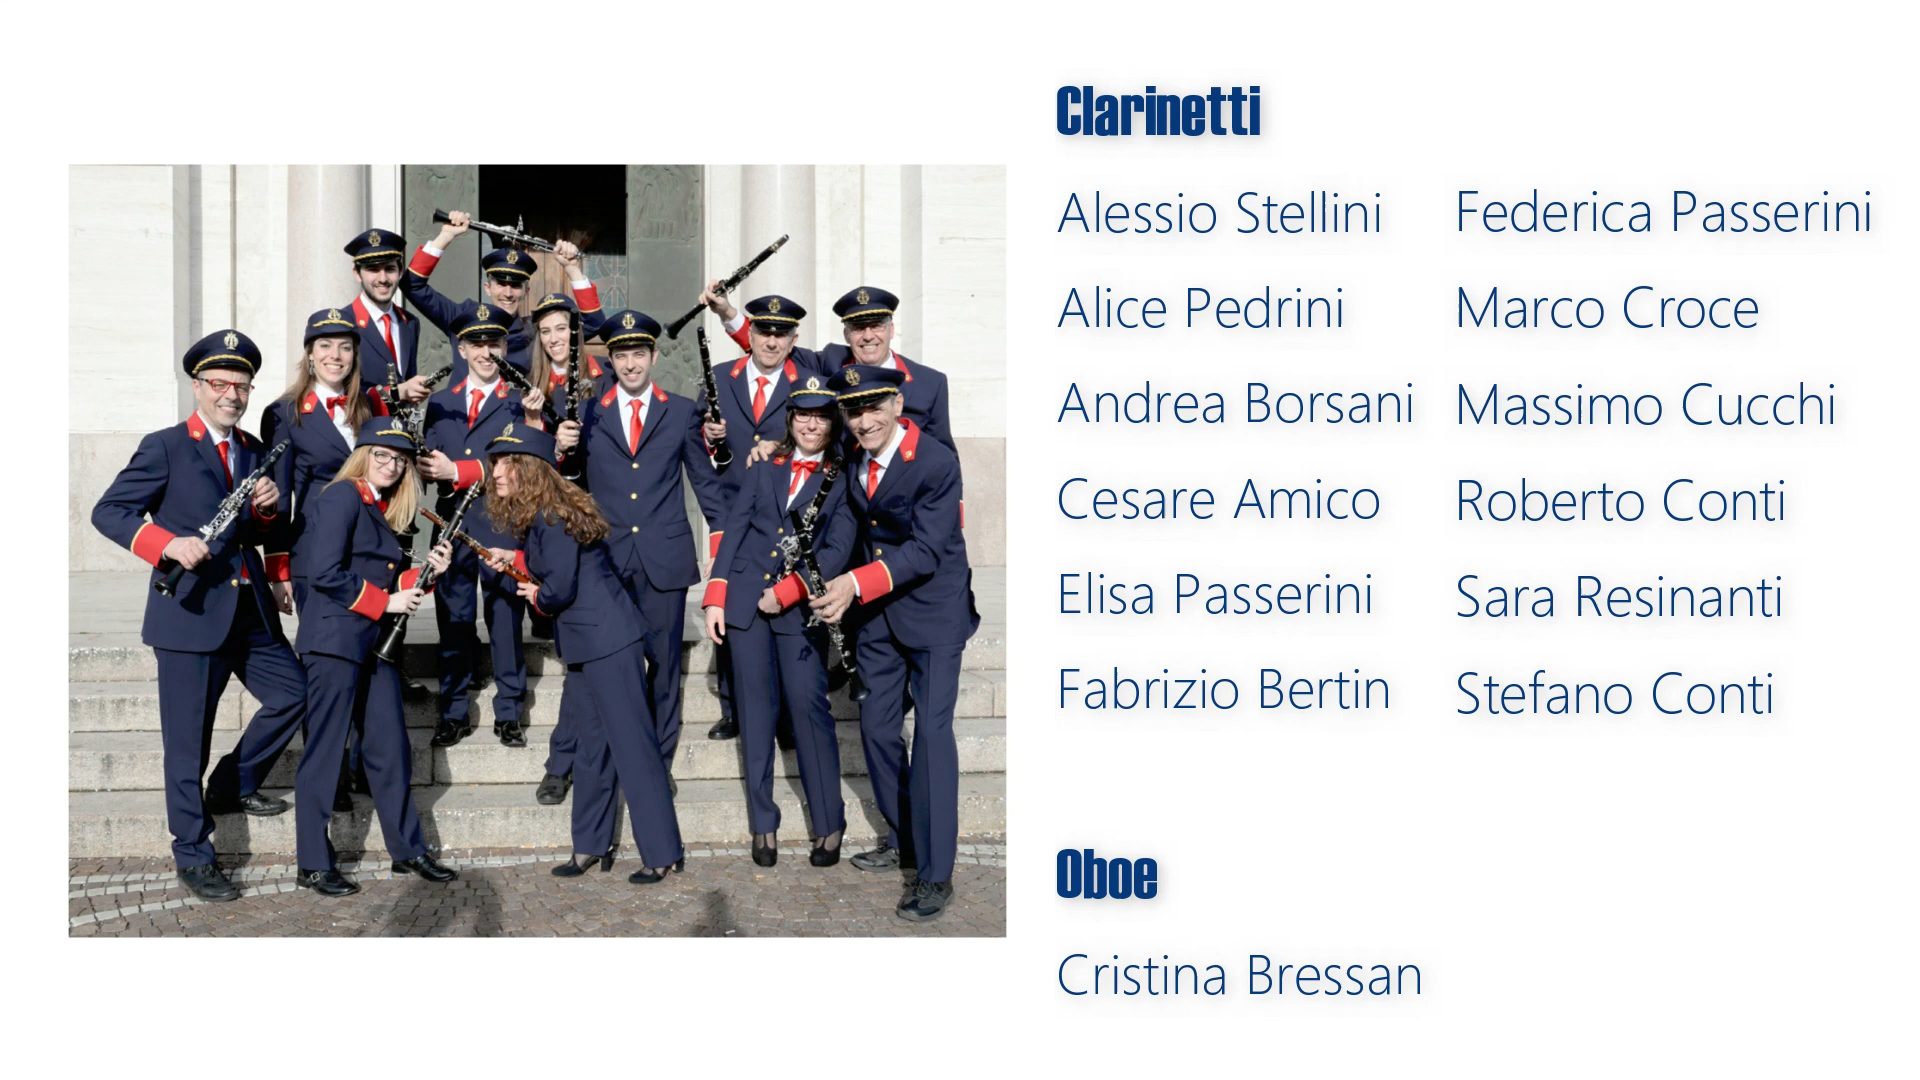 Clarinetti
Alessio Stellini
Alice Pedrini
Andrea Borsani
Cesare Amico
Elisa Passerini
Fabrizio Bertin
Federica Passerini
Marco Croce
Massimo Cucchi
Roberto Conti
Sara Resinanti
Stefano Conti
Oboe
Cristina Bressan